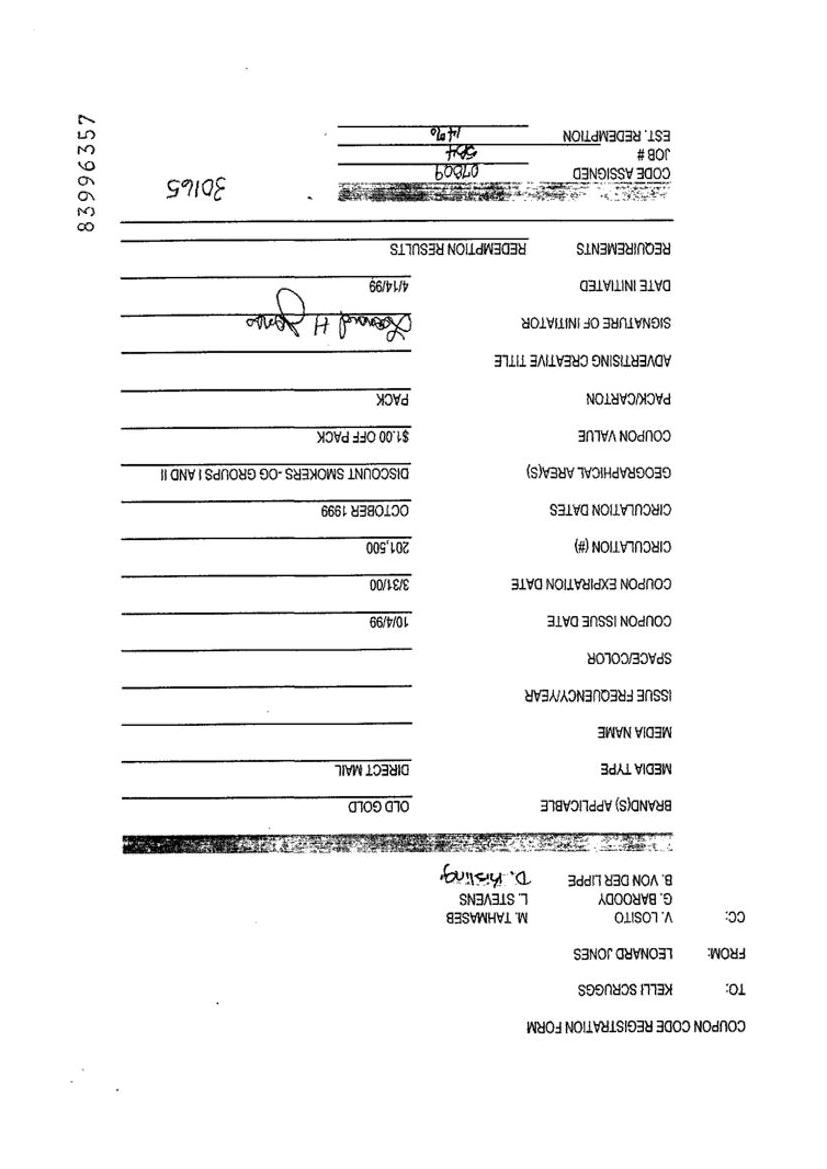 COUPON CODE REGISTRATION FORM
TO: KELLI SCRUGGS
FROM: LEONARD JONES
CC: V. LOSITO M. TAHMASEB
G. BAROODY L. STEVENS
B. VON DER LIPPE D. Kisling
BRAND(S) APPLICABLE OLD GOLD
MEDIA TYPE DIRECT MAIL
MEDIA NAME
ISSUE FREQUENCY/YEAR
SPACE/COLOR
COUPON ISSUE DATE 10/4/99
COUPON EXPIRATION DATE 3/31/00
CIRCULATION (#) 201,500
CIRCULATION DATES OCTOBER 1999
GEOGRAPHICAL AREA(S) DISCOUNT SMOKERS -OG GROUPS I AND II
COUPON VALUE $1.00 OFF PACK
PACK/CARTON PACK
ADVERTISING CREATIVE TITLE
SIGNATURE OF INITIATOR Leonard H Jones
DATE INITIATED 4/14/99
REQUIREMENTS REDEMPTION RESULTS
CODE ASSIGNED 07809 30165
JOB # 504
EST. REDEMPTION 14%
83996357